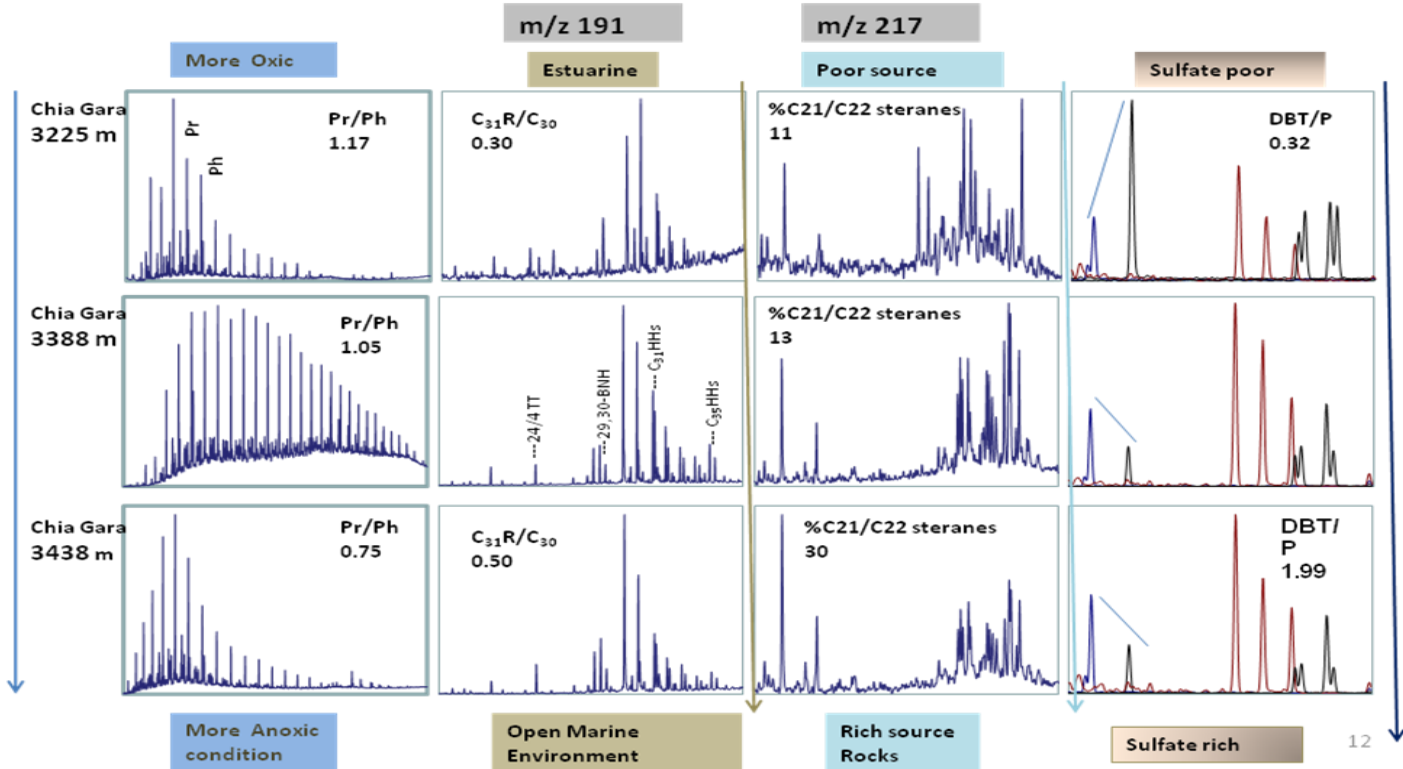 m/z 191
m/z 217
More Oxic
Estuarine
Poor source
Sulfate poor
Chia Gara
3225 m
Pr
Ph
Pr/Ph
1.17
C₃₁R/C₃₀
0.30
%C21/C22 steranes
11
DBT/P
0.32
Chia Gara
3388 m
Pr/Ph
1.05
---24/4 TT
---29,30-BNH
--- C₃₁HHs
--- C₃₅HHs
%C21/C22 steranes
13
Chia Gara
3438 m
Pr/Ph
0.75
C₃₁R/C₃₀
0.50
%C21/C22 steranes
30
DBT/
P
1.99
More Anoxic
condition
Open Marine
Environment
Rich source
Rocks
Sulfate rich
12